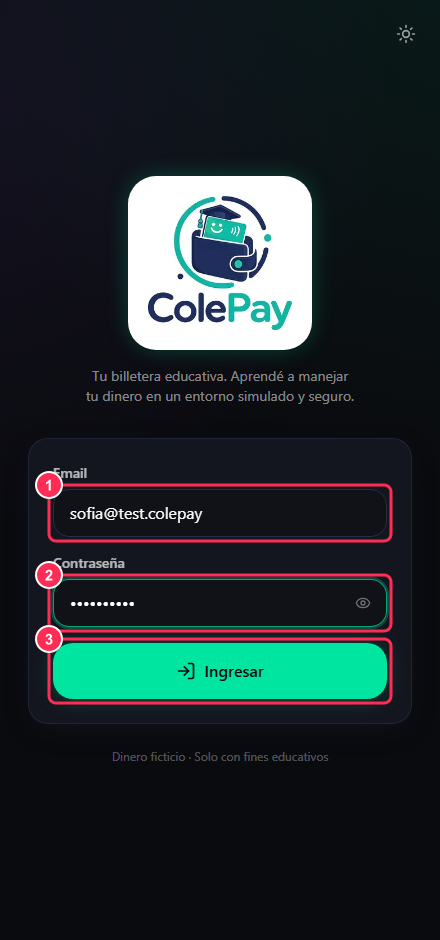 ColePay
Tu billetera educativa. Aprendé a manejar
tu dinero en un entorno simulado y seguro.
Email
1
sofia@test.colepay
Contraseña
2
••••••••••
3
Ingresar
Dinero ficticio · Solo con fines educativos